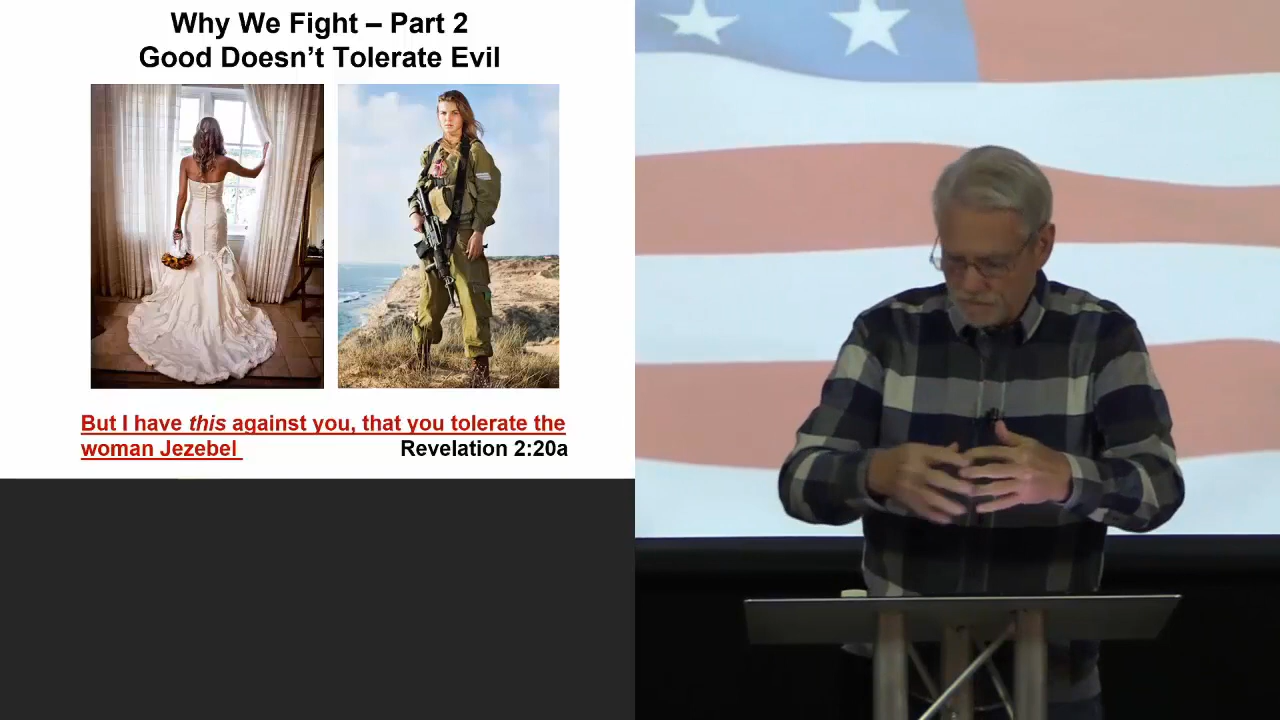 Why We Fight – Part 2
Good Doesn’t Tolerate Evil
But I have this against you, that you tolerate the
woman Jezebel Revelation 2:20a